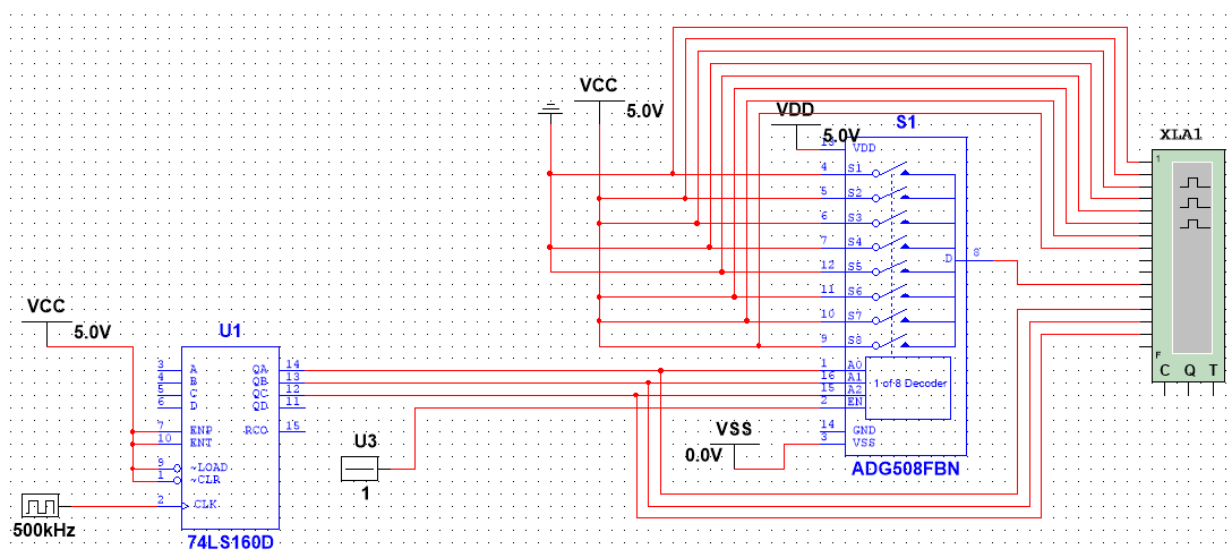 VCC
5.0V
VDD
5.0V
S1
XLA1
13
VDD
4 S1
5 S2
6 S3
7 S4
12 S5
11 S6
10 S7
9 S8
D 8
1 A0
16 A1
15 A2
2 EN
1-of-8 Decoder
14 GND
3 VSS
ADG508FBN
VSS
0.0V
1
F
C Q T
VCC
5.0V
U1
3 A QA 14
4 B QB 13
5 C QC 12
6 D QD 11
7 ENP RCO 15
10 ENT
9 ~LOAD
1 ~CLR
2 CLK
74LS160D
500kHz
U3
1